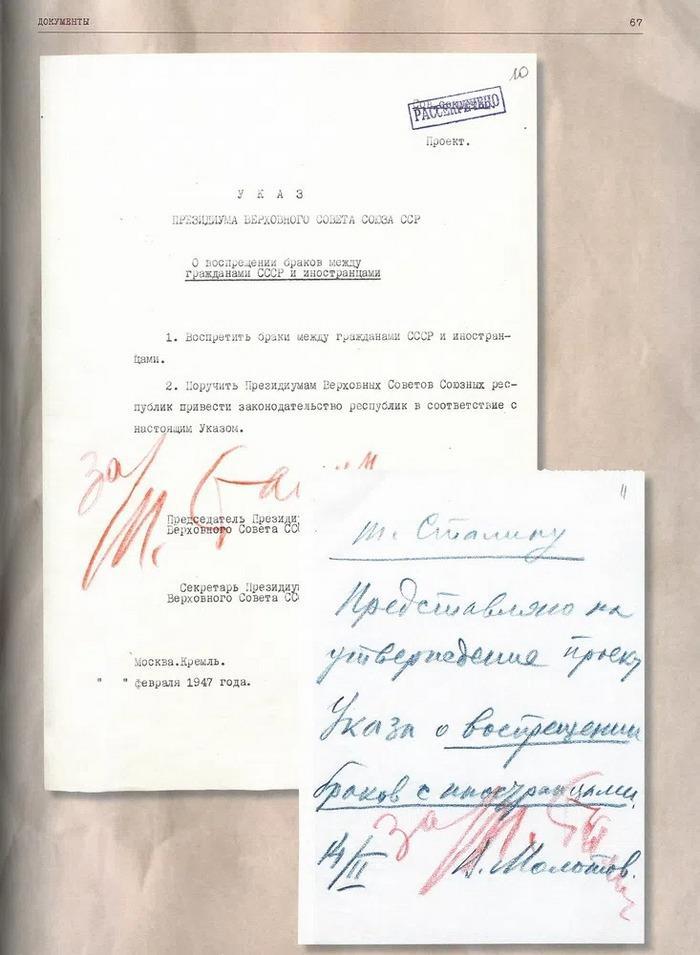 ДОКУМЕНТЫ
67
10
РАССЕКРЕЧЕНО
Проект.
У К А З
ПРЕЗИДИУМА ВЕРХОВНОГО СОВЕТА СОЮЗА ССР
О воспрещении браков между
гражданами СССР и иностранцами
1. Воспретить браки между гражданами СССР и иностран-
цами.
2. Поручить Президиумам Верховных Советов Союзных рес-
публик привести законодательство республик в соответствие с
настоящим Указом.
за
Председатель Президиу
Верховного Совета ССС
Секретарь Президиум
Верховного Совета ССС
Москва.Кремль.
" " февраля 1947 года.
11
т. Сталину
Представляю на
утверждение проект
Указа о воспрещении
браков с иностранцами.
за
14/II
В. Молотов.